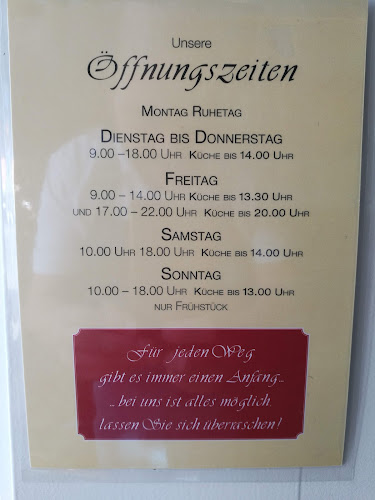 Unsere
Öffnungszeiten
Montag Ruhetag
Dienstag bis Donnerstag
9.00 –18.00 Uhr Küche bis 14.00 Uhr
Freitag
9.00 – 14.00 Uhr Küche bis 13.30 Uhr
und 17.00 – 22.00 Uhr Küche bis 20.00 Uhr
Samstag
10.00 Uhr 18.00 Uhr Küche bis 14.00 Uhr
Sonntag
10.00 – 18.00 Uhr Küche bis 13.00 Uhr
nur Frühstück
Für jeden Weg
gibt es immer einen Anfang...
... bei uns ist alles möglich,
lassen Sie sich überraschen!